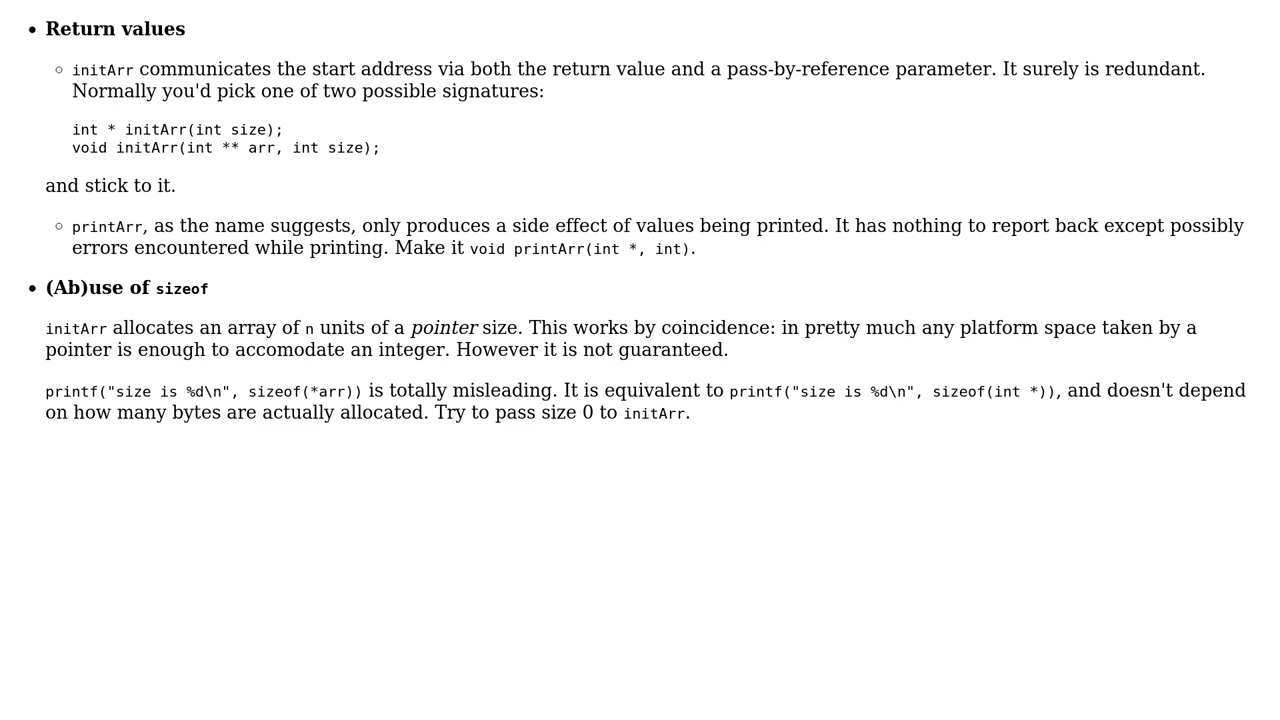 • Return values
◦ initArr communicates the start address via both the return value and a pass-by-reference parameter. It surely is redundant.
Normally you'd pick one of two possible signatures:
int * initArr(int size);
void initArr(int ** arr, int size);
and stick to it.
◦ printArr, as the name suggests, only produces a side effect of values being printed. It has nothing to report back except possibly
errors encountered while printing. Make it void printArr(int *, int).
• (Ab)use of sizeof
initArr allocates an array of n units of a pointer size. This works by coincidence: in pretty much any platform space taken by a
pointer is enough to accomodate an integer. However it is not guaranteed.
printf("size is %d\n", sizeof(*arr)) is totally misleading. It is equivalent to printf("size is %d\n", sizeof(int *)), and doesn't depend
on how many bytes are actually allocated. Try to pass size 0 to initArr.